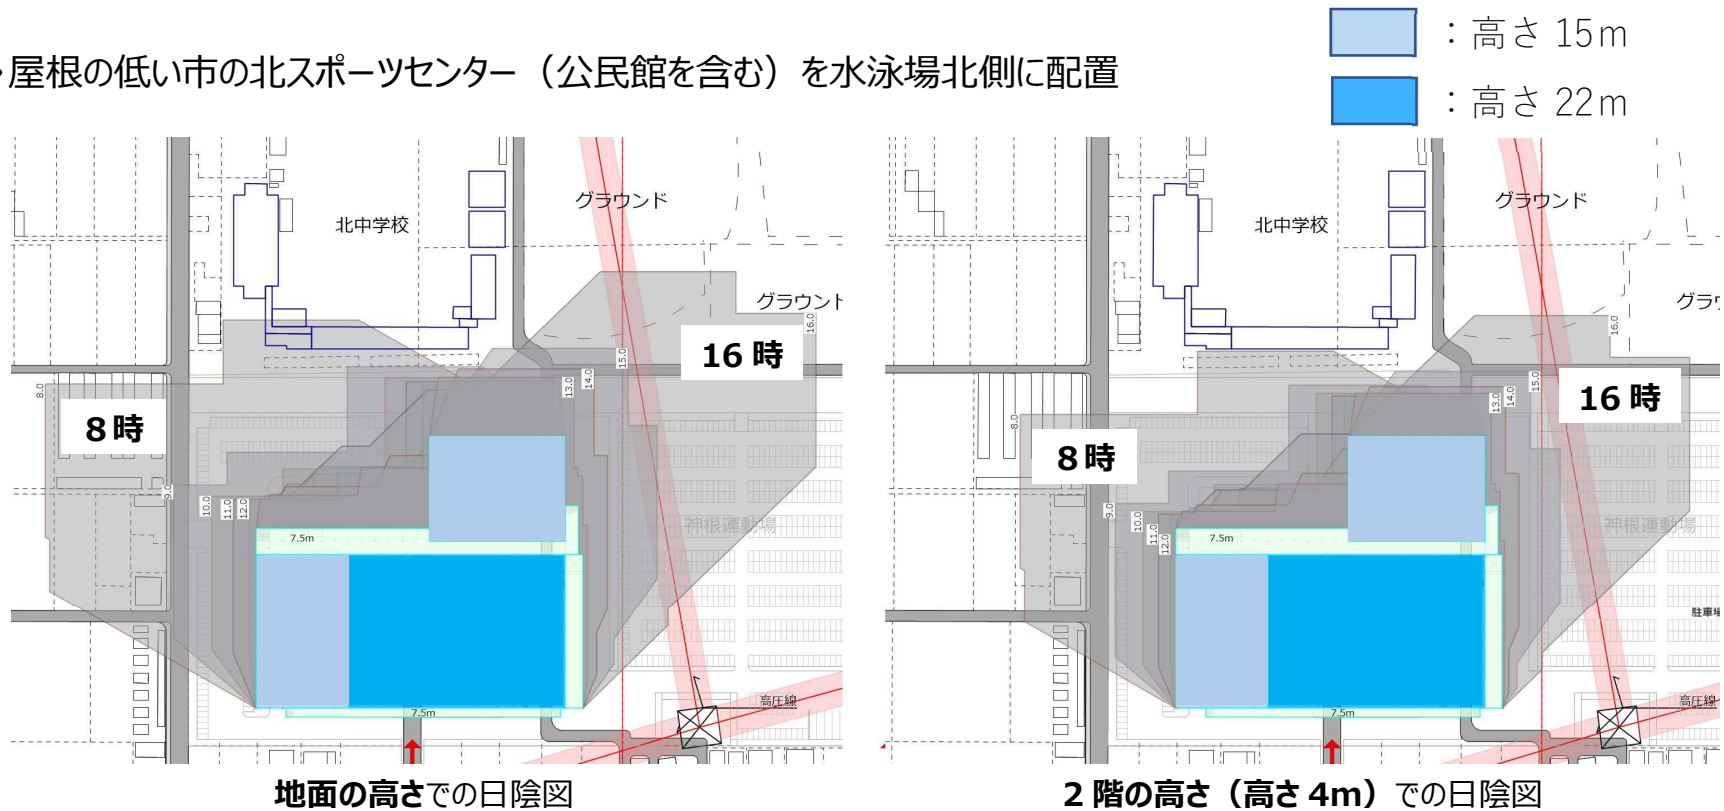 ：高さ 15m
・屋根の低い市の北スポーツセンター（公民館を含む）を水泳場北側に配置
：高さ 22m
グラウンド
北中学校
グラウント
16.0
16 時
15.0
14.0
13.0
8.0
8時
9.0
10.0
11.0
12.0
神根運動場
7.5m
7.5m
高圧線
地面の高さでの日陰図
グラウンド
北中学校
グラウ
16.0
16 時
15.0
14.0
13.0
8.0
8時
9.0
10.0
11.0
12.0
神根運動場
7.5m
駐車場
7.5m
高圧線
2 階の高さ（高さ 4m）での日陰図